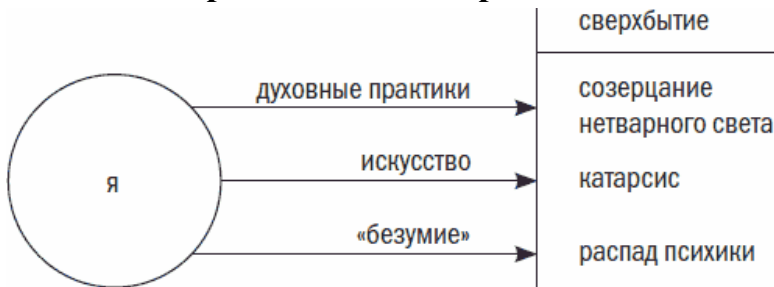 сверхбытие
духовные практики
созерцание
нетварного света
искусство
катарсис
я
«безумие»
распад психики